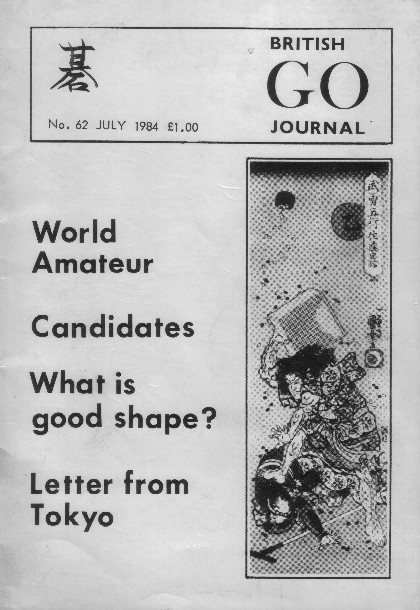 碁
No. 62 JULY 1984 £1.00
BRITISH
GO
JOURNAL
World
Amateur
Candidates
What is
good shape?
Letter from
Tokyo